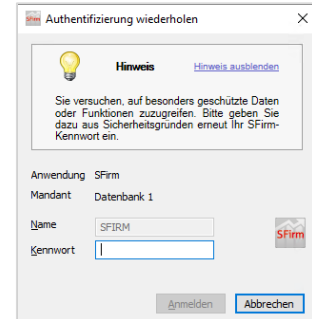 SFirm Authentifizierung wiederholen
Hinweis Hinweis ausblenden
Sie versuchen, auf besonders geschützte Daten
oder Funktionen zuzugreifen. Bitte geben Sie
dazu aus Sicherheitsgründen erneut Ihr SFirm-
Kennwort ein.
Anwendung SFirm
Mandant Datenbank 1
Name SFIRM
SFirm
Kennwort
Anmelden Abbrechen